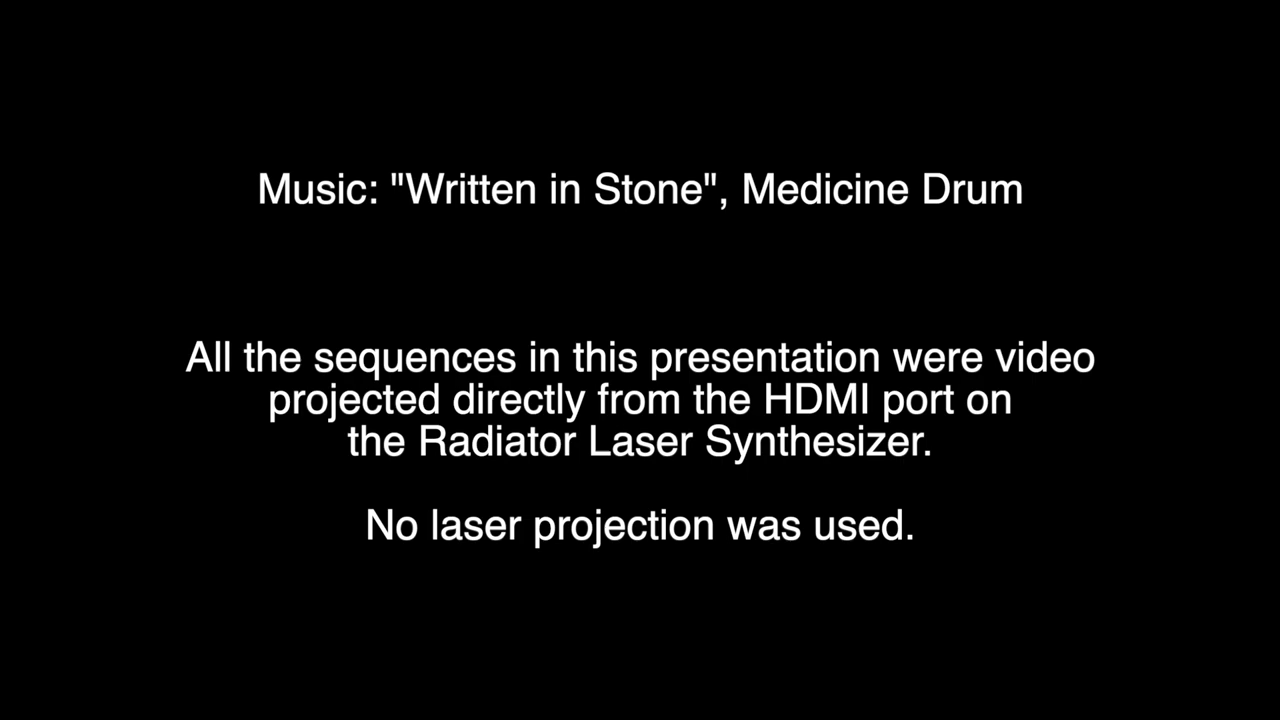 Music: "Written in Stone", Medicine Drum
All the sequences in this presentation were video
projected directly from the HDMI port on
the Radiator Laser Synthesizer.
No laser projection was used.